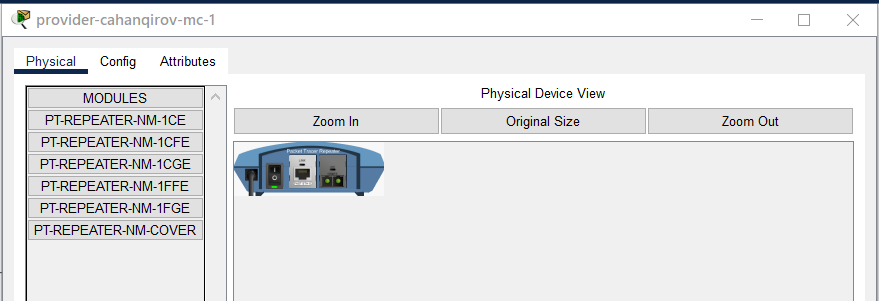 provider-cahanqirov-mc-1
Physical Config Attributes
MODULES
PT-REPEATER-NM-1CE
PT-REPEATER-NM-1CFE
PT-REPEATER-NM-1CGE
PT-REPEATER-NM-1FFE
PT-REPEATER-NM-1FGE
PT-REPEATER-NM-COVER
Physical Device View
Zoom In Original Size Zoom Out
Packet Tracer Repeater